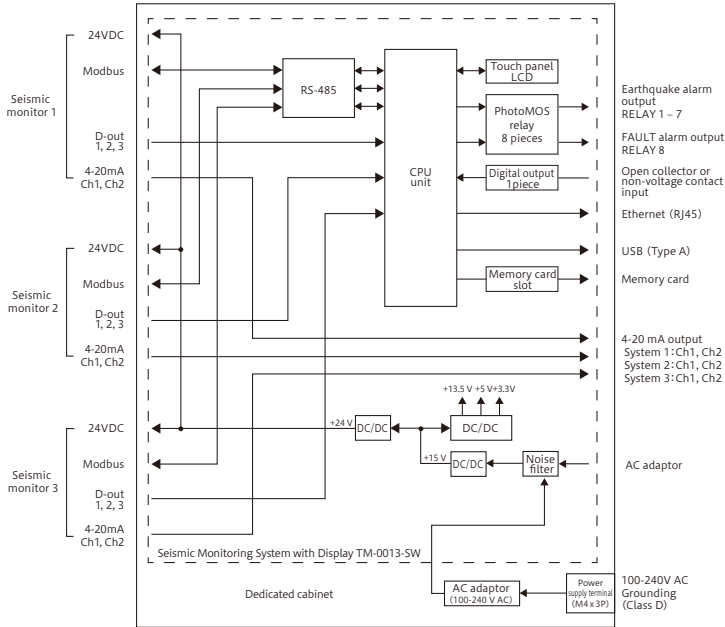 Seismic
monitor 1
24VDC
Modbus
D-out
1, 2, 3
4-20mA
Ch1, Ch2
Seismic
monitor 2
24VDC
Modbus
D-out
1, 2, 3
4-20mA
Ch1, Ch2
Seismic
monitor 3
24VDC
Modbus
D-out
1, 2, 3
4-20mA
Ch1, Ch2
RS-485
CPU
unit
Touch panel
LCD
PhotoMOS
relay
8 pieces
Digital output
1piece
Memory card
slot
Earthquake alarm
output
RELAY 1 – 7
FAULT alarm output
RELAY 8
Open collector or
non-voltage contact
input
Ethernet (RJ45)
USB (Type A)
Memory card
4-20 mA output
System 1:Ch1, Ch2
System 2:Ch1, Ch2
System 3:Ch1, Ch2
+13.5 V +5 V+3.3V
+24 V
DC/DC
DC/DC
+15 V
DC/DC
Noise
filter
AC adaptor
Seismic Monitoring System with Display TM-0013-SW
Dedicated cabinet
AC adaptor
(100-240 V AC)
Power
supply terminal
(M4 x 3P)
100-240V AC
Grounding
(Class D)